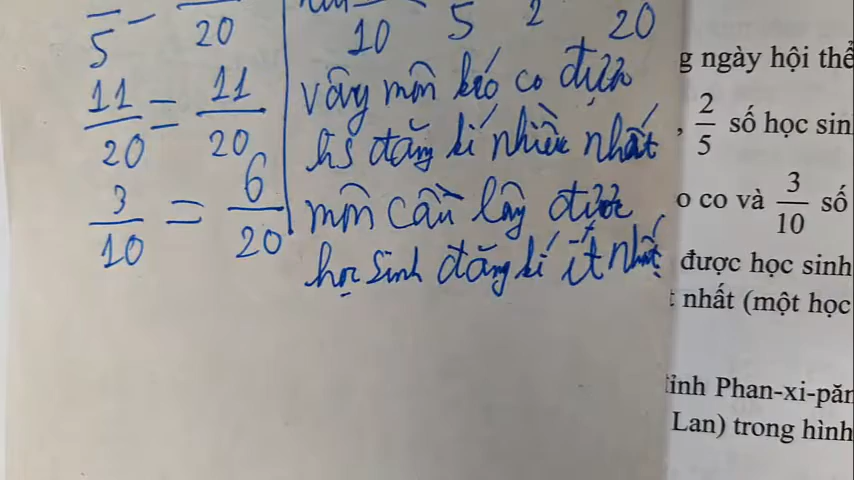 5 20
10 5 2 20
11/20 = 11/20
3/10 = 6/20
vậy môn kéo co được
hs đăng kí nhiều nhất
môn cầu lông được
học sinh đăng kí ít nhất
g ngày hội thể
, 2/5 số học sin
o co và 3/10 số
được học sinh
t nhất (một học
tỉnh Phan-xi-păn
Lan) trong hình